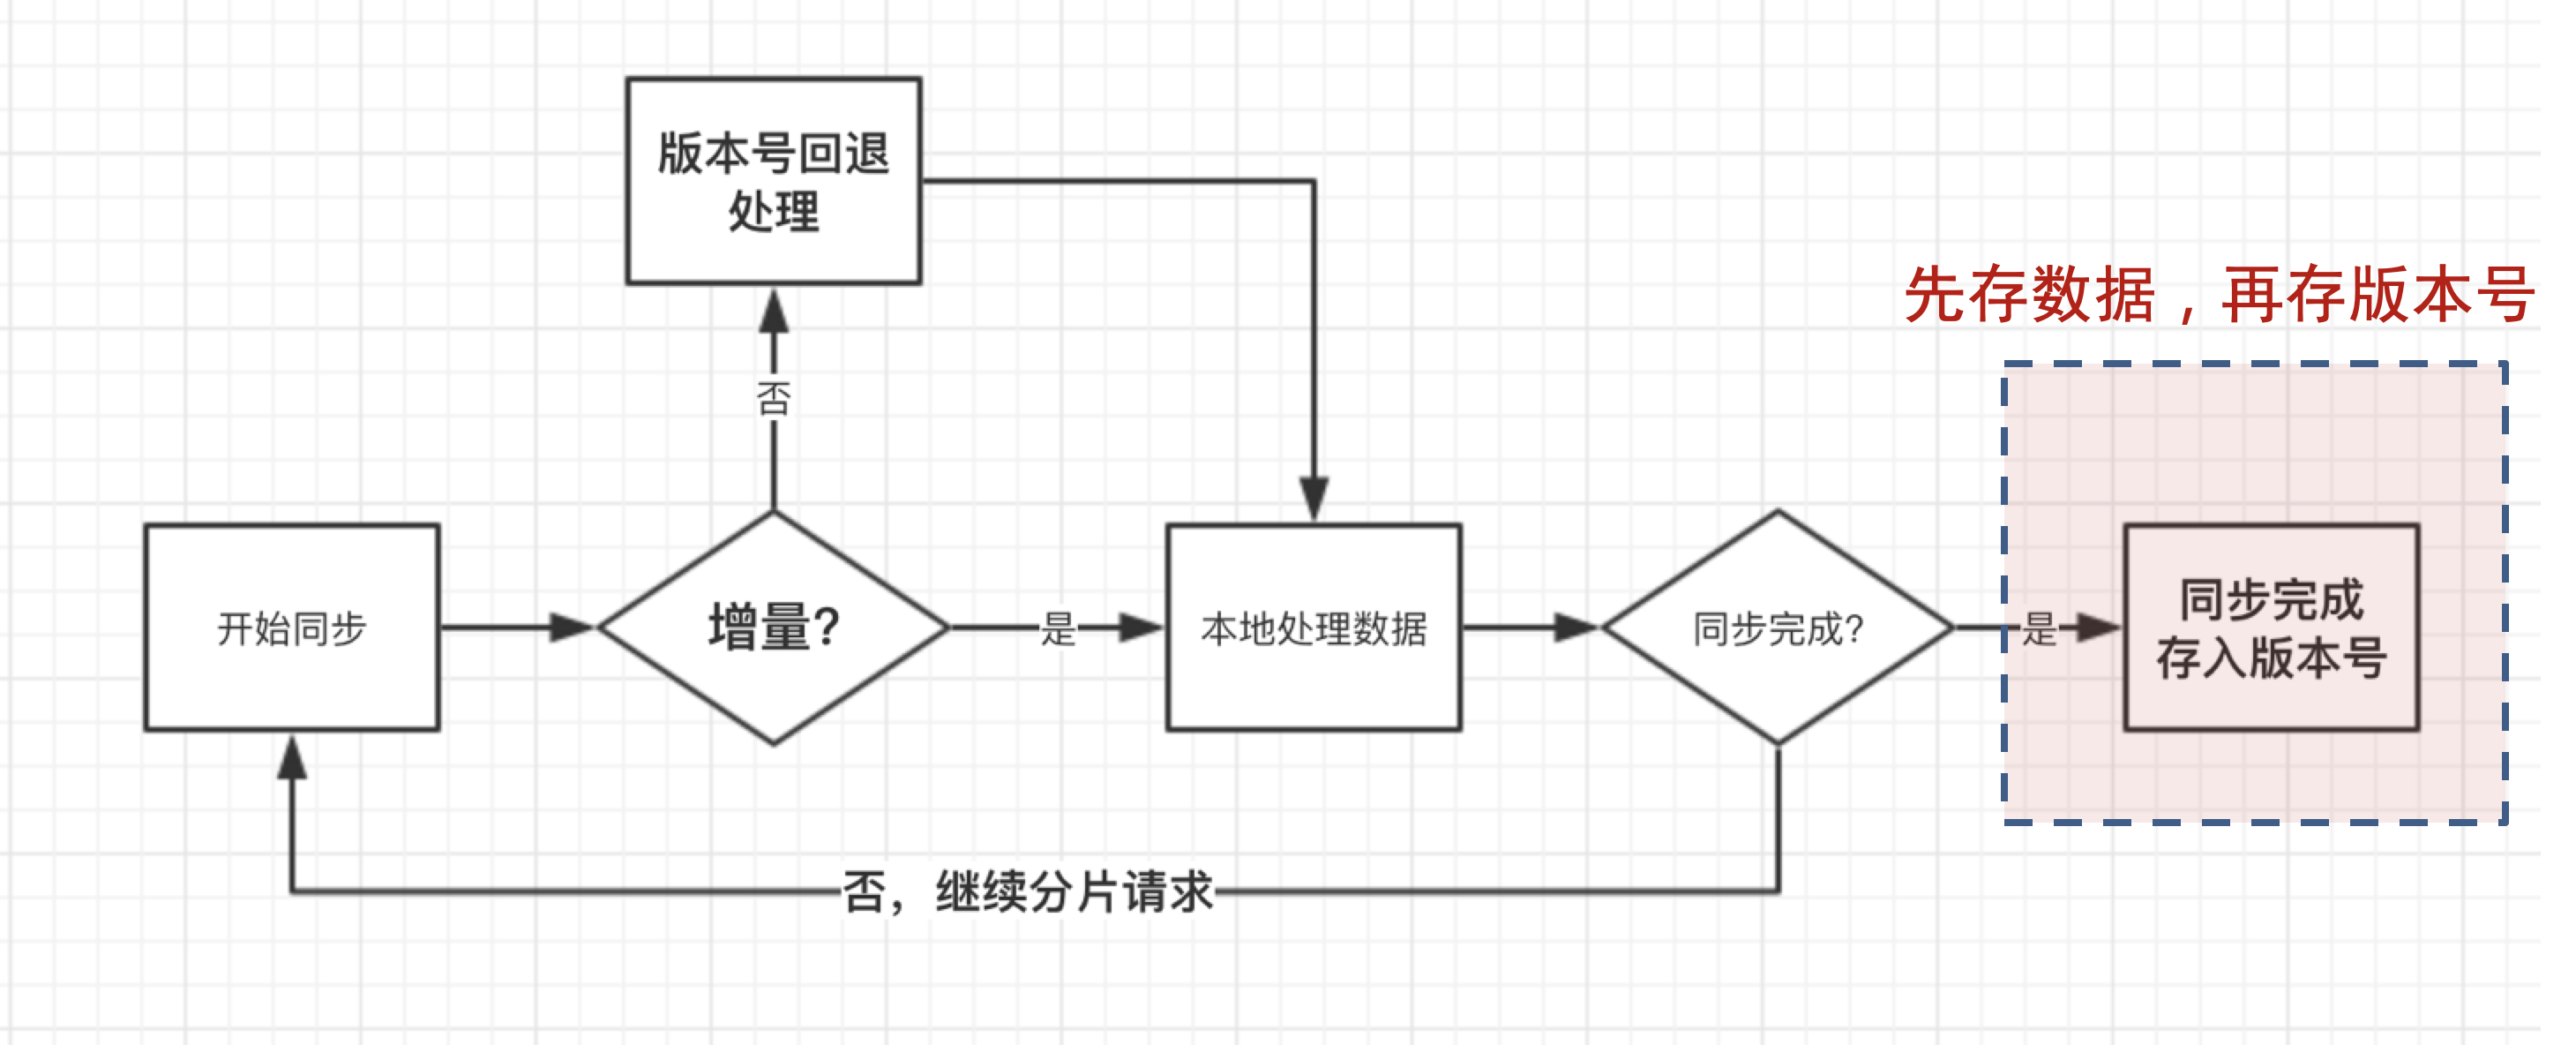 版本号回退
处理
先存数据，再存版本号
否
开始同步
增量?
是
本地处理数据
同步完成?
是
同步完成
存入版本号
否，继续分片请求